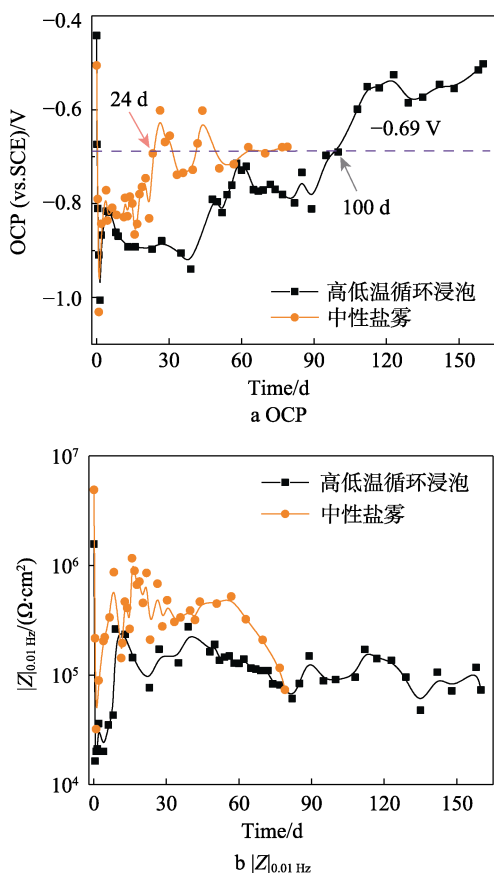 −0.4
−0.6
−0.8
−1.0
OCP (vs.SCE)/V
24 d
−0.69 V
100 d
高低温循环浸泡
中性盐雾
0 30 60 90 120 150
Time/d
a OCP
10⁷
10⁶
10⁵
10⁴
|Z|₀.₀₁ Hz/(Ω·cm²)
高低温循环浸泡
中性盐雾
0 30 60 90 120 150
Time/d
b |Z|₀.₀₁ Hz